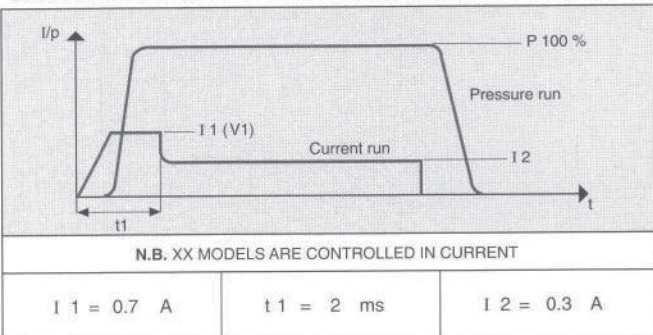 I/p
P 100 %
Pressure run
I 1 (V1)
Current run
I 2
t
t1
N.B. XX MODELS ARE CONTROLLED IN CURRENT
I 1 = 0.7 A
t 1 = 2 ms
I 2 = 0.3 A